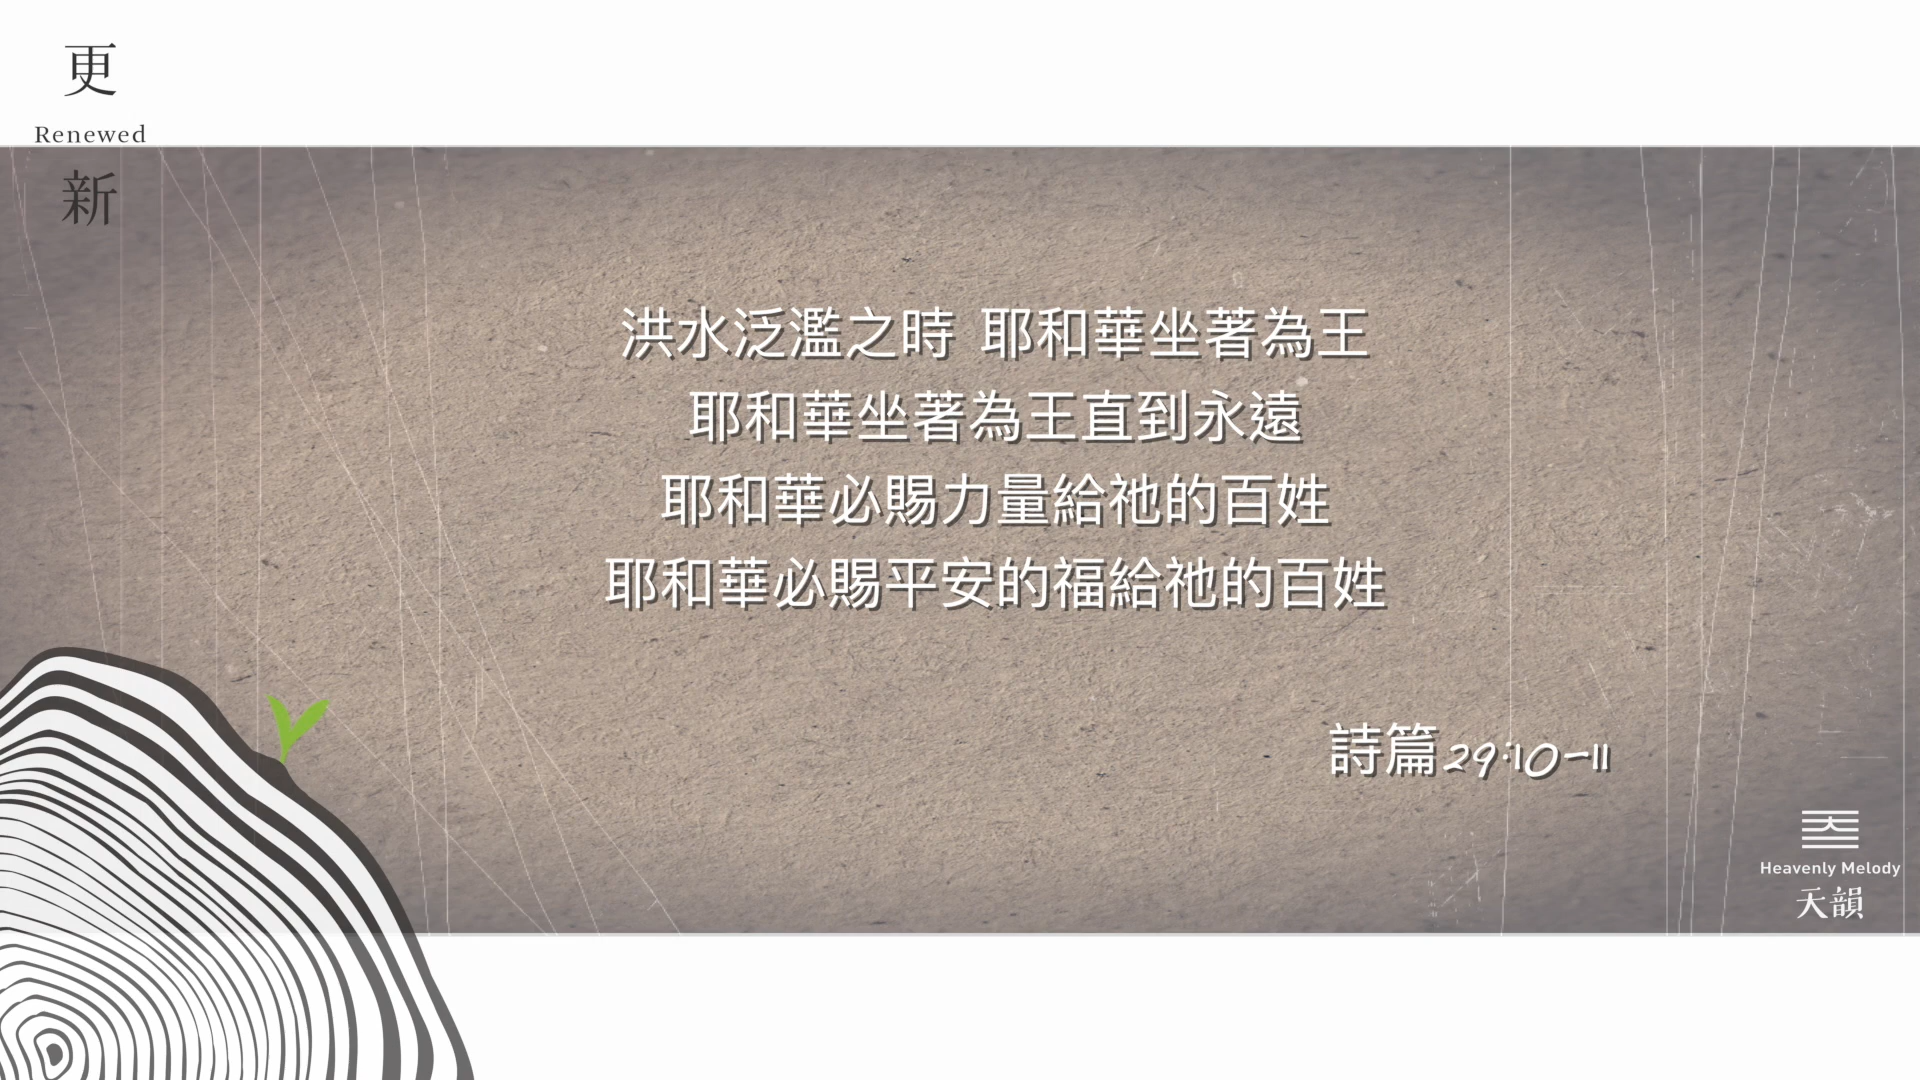 更
Renewed
新
洪水泛濫之時 耶和華坐著為王
耶和華坐著為王直到永遠
耶和華必賜力量給祂的百姓
耶和華必賜平安的福給祂的百姓
詩篇29:10-11
Heavenly Melody
天韻